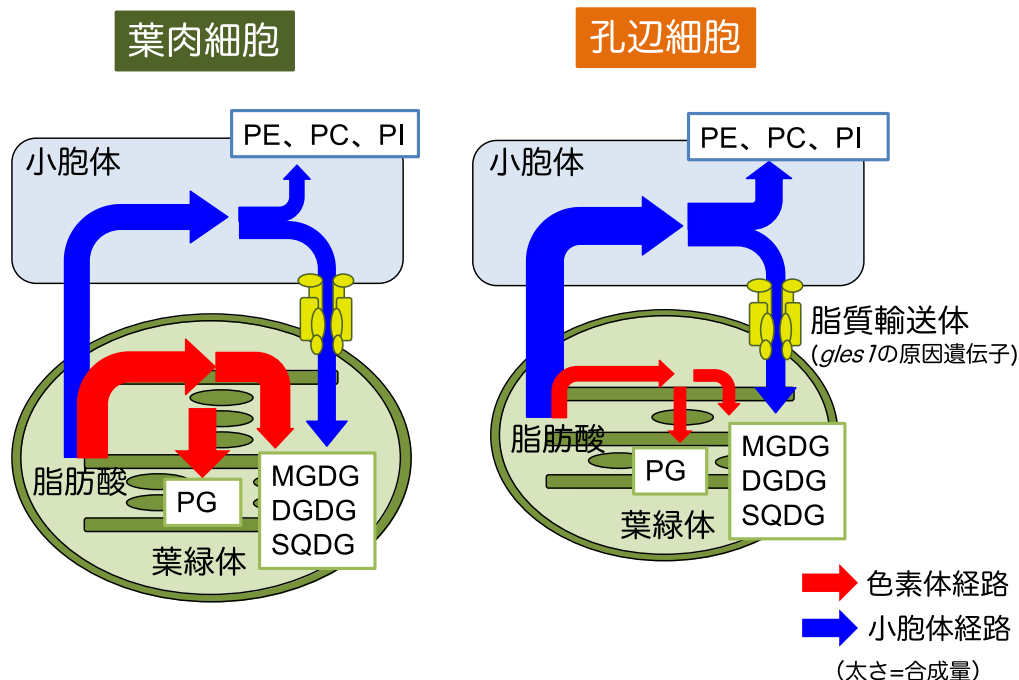 葉肉細胞
孔辺細胞
PE、PC、PI
小胞体
脂肪酸
PG
MGDG
DGDG
SQDG
葉緑体
PE、PC、PI
小胞体
脂質輸送体
(gles1の原因遺伝子)
脂肪酸
PG
MGDG
DGDG
SQDG
葉緑体
色素体経路
小胞体経路
(太さ=合成量)